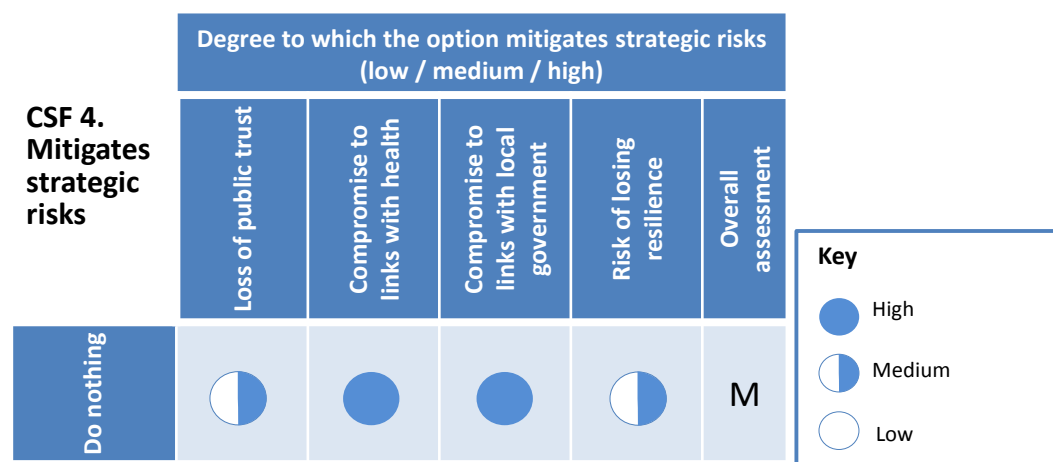 Degree to which the option mitigates strategic risks
(low / medium / high)
CSF 4.
Mitigates
strategic
risks
Loss of public trust
Compromise to
links with health
Compromise to
links with local
government
Risk of losing
resilience
Overall
assessment
Do nothing
M
Key
High
Medium
Low